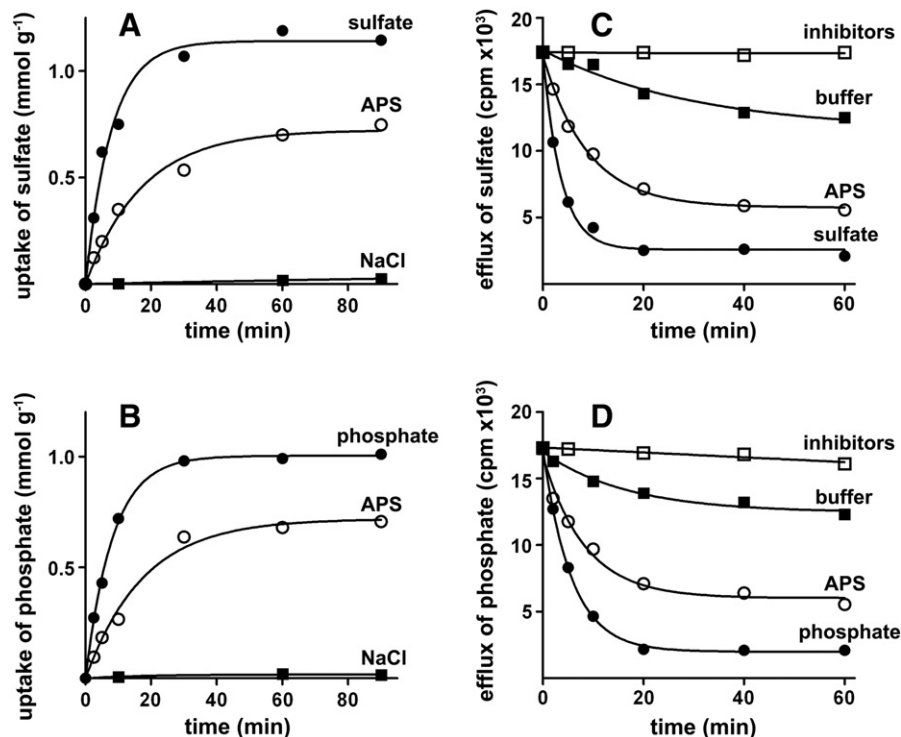 A
sulfate
1.0
APS
0.5
NaCl
0 20 40 60 80
time (min)
uptake of sulfate (mmol g⁻¹)
C
inhibitors
20
15
buffer
10
APS
5
sulfate
0 20 40 60
time (min)
efflux of sulfate (cpm x10³)
B
phosphate
1.0
APS
0.5
NaCl
0 20 40 60 80
time (min)
uptake of phosphate (mmol g⁻¹)
D
20
inhibitors
15
buffer
10
APS
5
phosphate
0 20 40 60
time (min)
efflux of phosphate (cpm x10³)